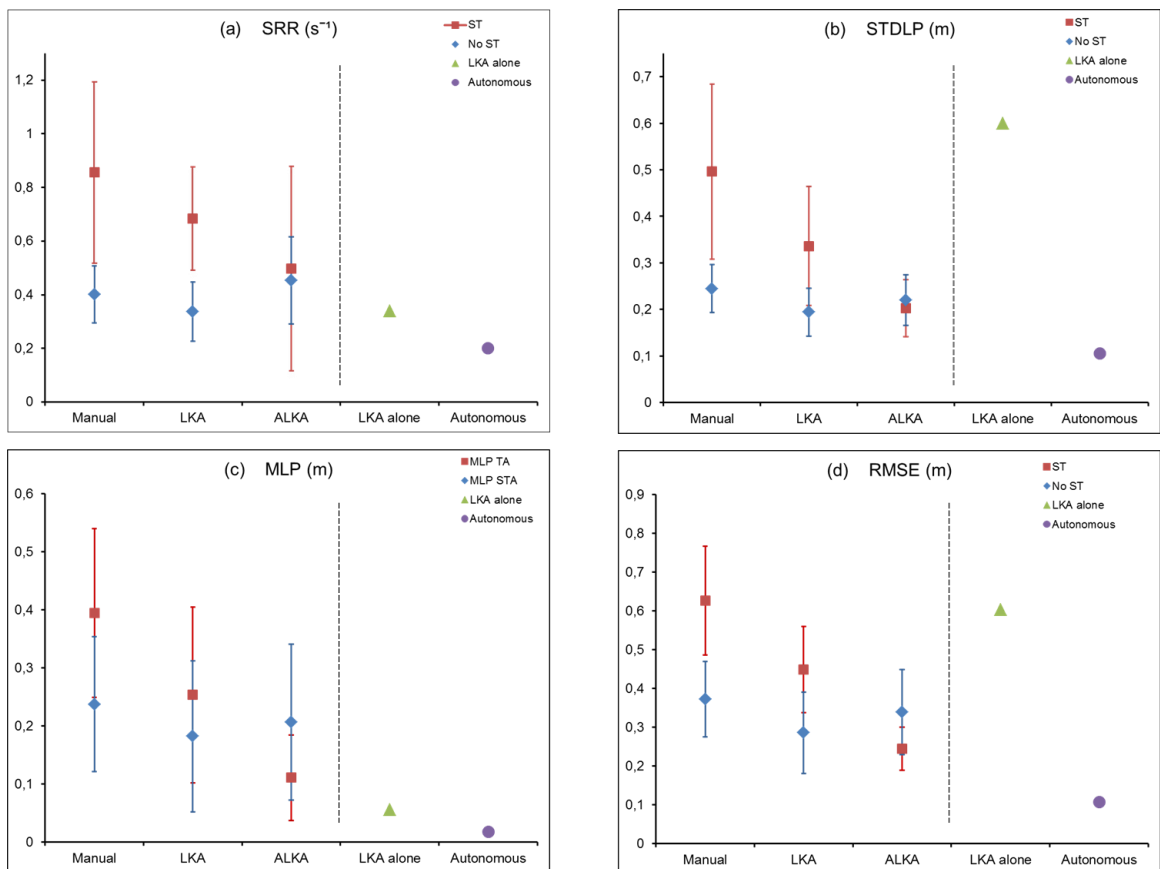 (a) SRR (s⁻¹)
ST
No ST
LKA alone
Autonomous
1,2
1
0,8
0,6
0,4
0,2
0
Manual LKA ALKA LKA alone Autonomous
(b) STDLP (m)
ST
No ST
LKA alone
Autonomous
0,7
0,6
0,5
0,4
0,3
0,2
0,1
0
Manual LKA ALKA LKA alone Autonomous
(c) MLP (m)
MLP TA
MLP STA
LKA alone
Autonomous
0,6
0,5
0,4
0,3
0,2
0,1
0
Manual LKA ALKA LKA alone Autonomous
(d) RMSE (m)
ST
No ST
LKA alone
Autonomous
0,9
0,8
0,7
0,6
0,5
0,4
0,3
0,2
0,1
0
Manual LKA ALKA LKA alone Autonomous